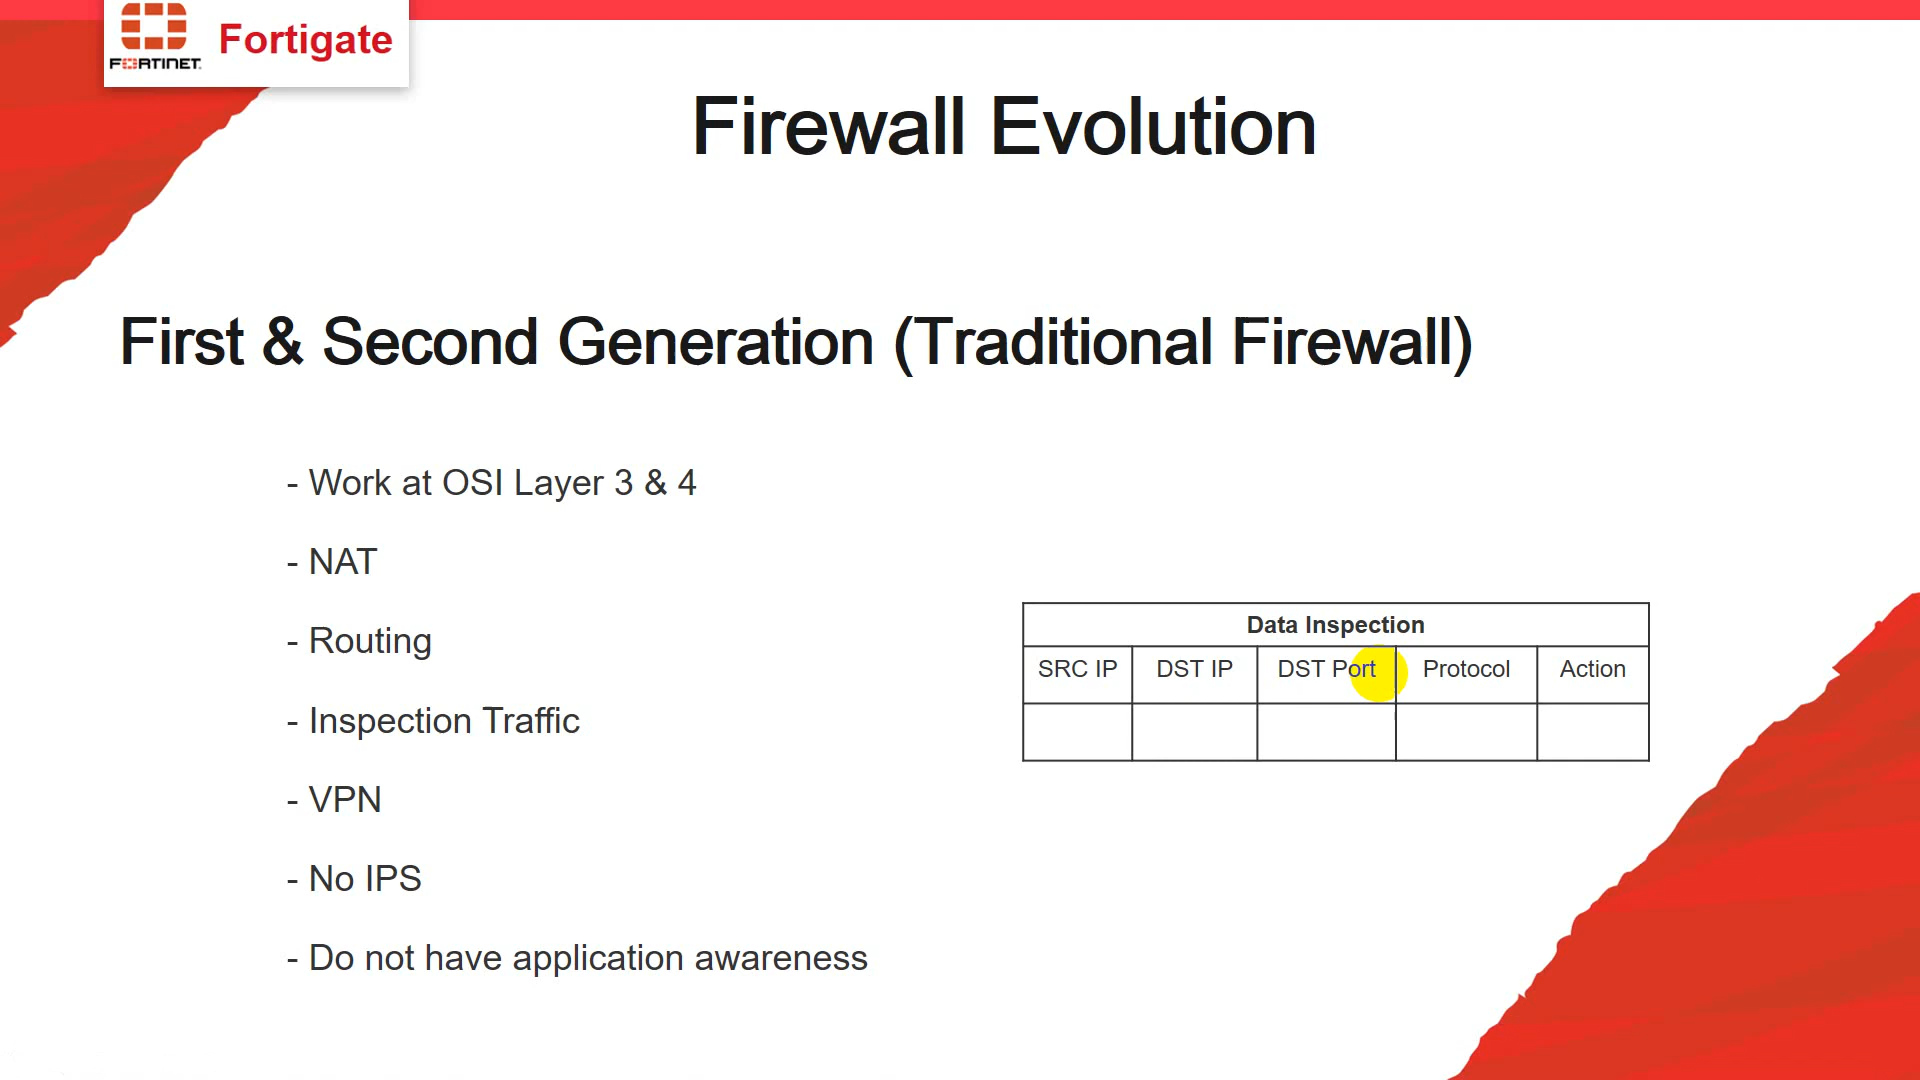 FORTINET
Fortigate
Firewall Evolution
First & Second Generation (Traditional Firewall)
- Work at OSI Layer 3 & 4
- NAT
- Routing
- Inspection Traffic
- VPN
- No IPS
- Do not have application awareness
Data Inspection
SRC IP DST IP DST Port Protocol Action